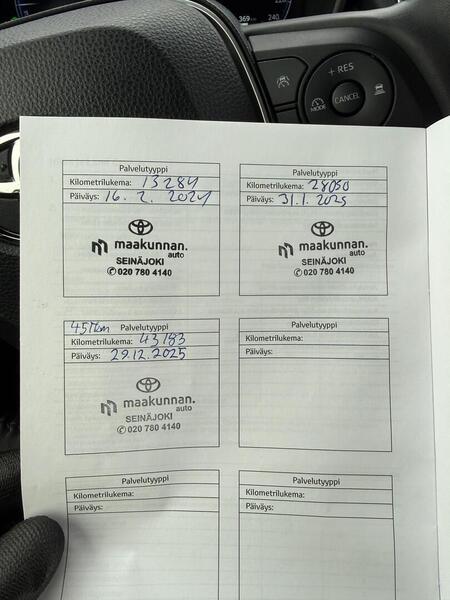 369 km
240
+ RES
MODE
CANCEL
Palvelutyyppi
Kilometrilukema: 13284
Päiväys: 16. 2. 2024
maakunnan.
auto
SEINÄJOKI
✆ 020 780 4140
Palvelutyyppi
Kilometrilukema: 28050
Päiväys: 31.1. 2025
maakunnan.
auto
SEINÄJOKI
✆ 020 780 4140
45Tkm Palvelutyyppi
Kilometrilukema: 43183
Päiväys: 29.12.2025
maakunnan.
auto
SEINÄJOKI
✆ 020 780 4140
Palvelutyyppi
Kilometrilukema:
Päiväys:
Palvelutyyppi
Kilometrilukema:
Päiväys:
Palvelutyyppi
Kilometrilukema:
Päiväys: